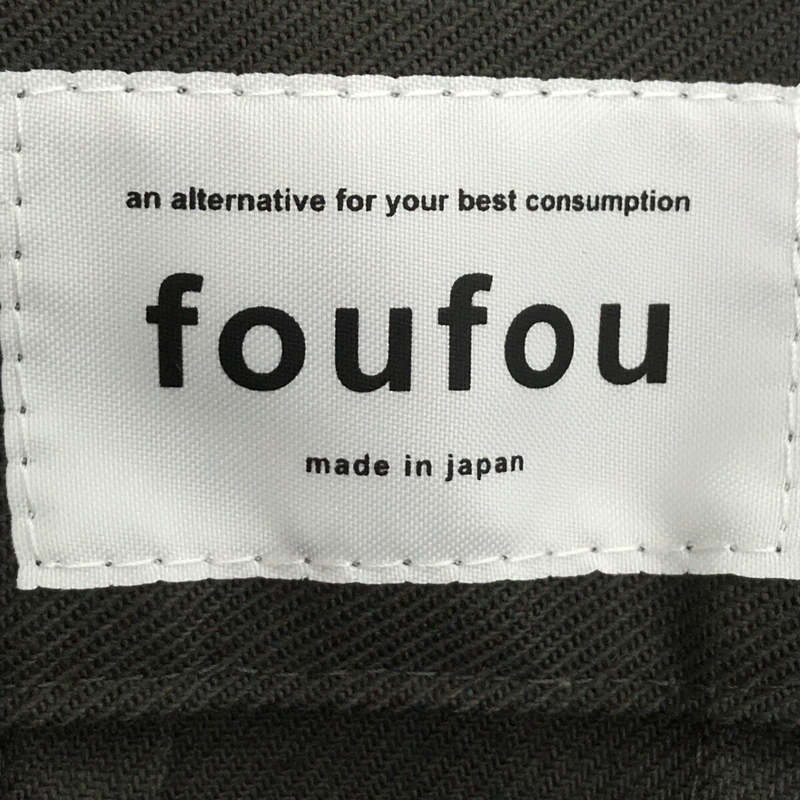 an alternative for your best consumption
foufou
made in japan